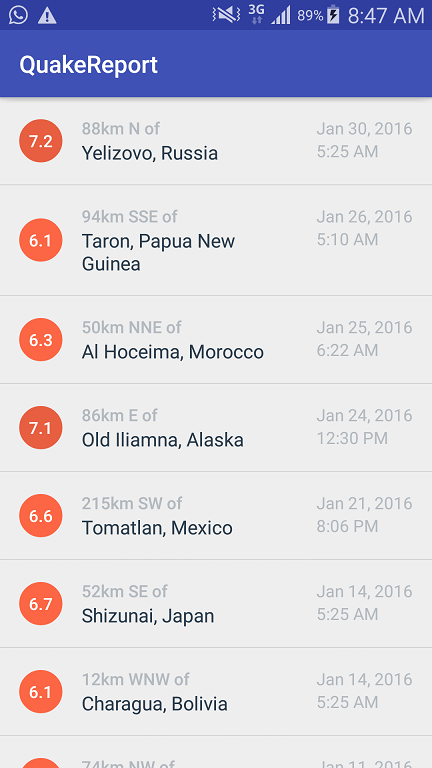 3G 89% 8:47 AM
QuakeReport
7.2
88km N of
Yelizovo, Russia
Jan 30, 2016
5:25 AM
6.1
94km SSE of
Taron, Papua New
Guinea
Jan 26, 2016
5:10 AM
6.3
50km NNE of
Al Hoceima, Morocco
Jan 25, 2016
6:22 AM
7.1
86km E of
Old Iliamna, Alaska
Jan 24, 2016
12:30 PM
6.6
215km SW of
Tomatlan, Mexico
Jan 21, 2016
8:06 PM
6.7
52km SE of
Shizunai, Japan
Jan 14, 2016
5:25 AM
6.1
12km WNW of
Charagua, Bolivia
Jan 14, 2016
5:25 AM
74km NW of
Jan 11, 2016